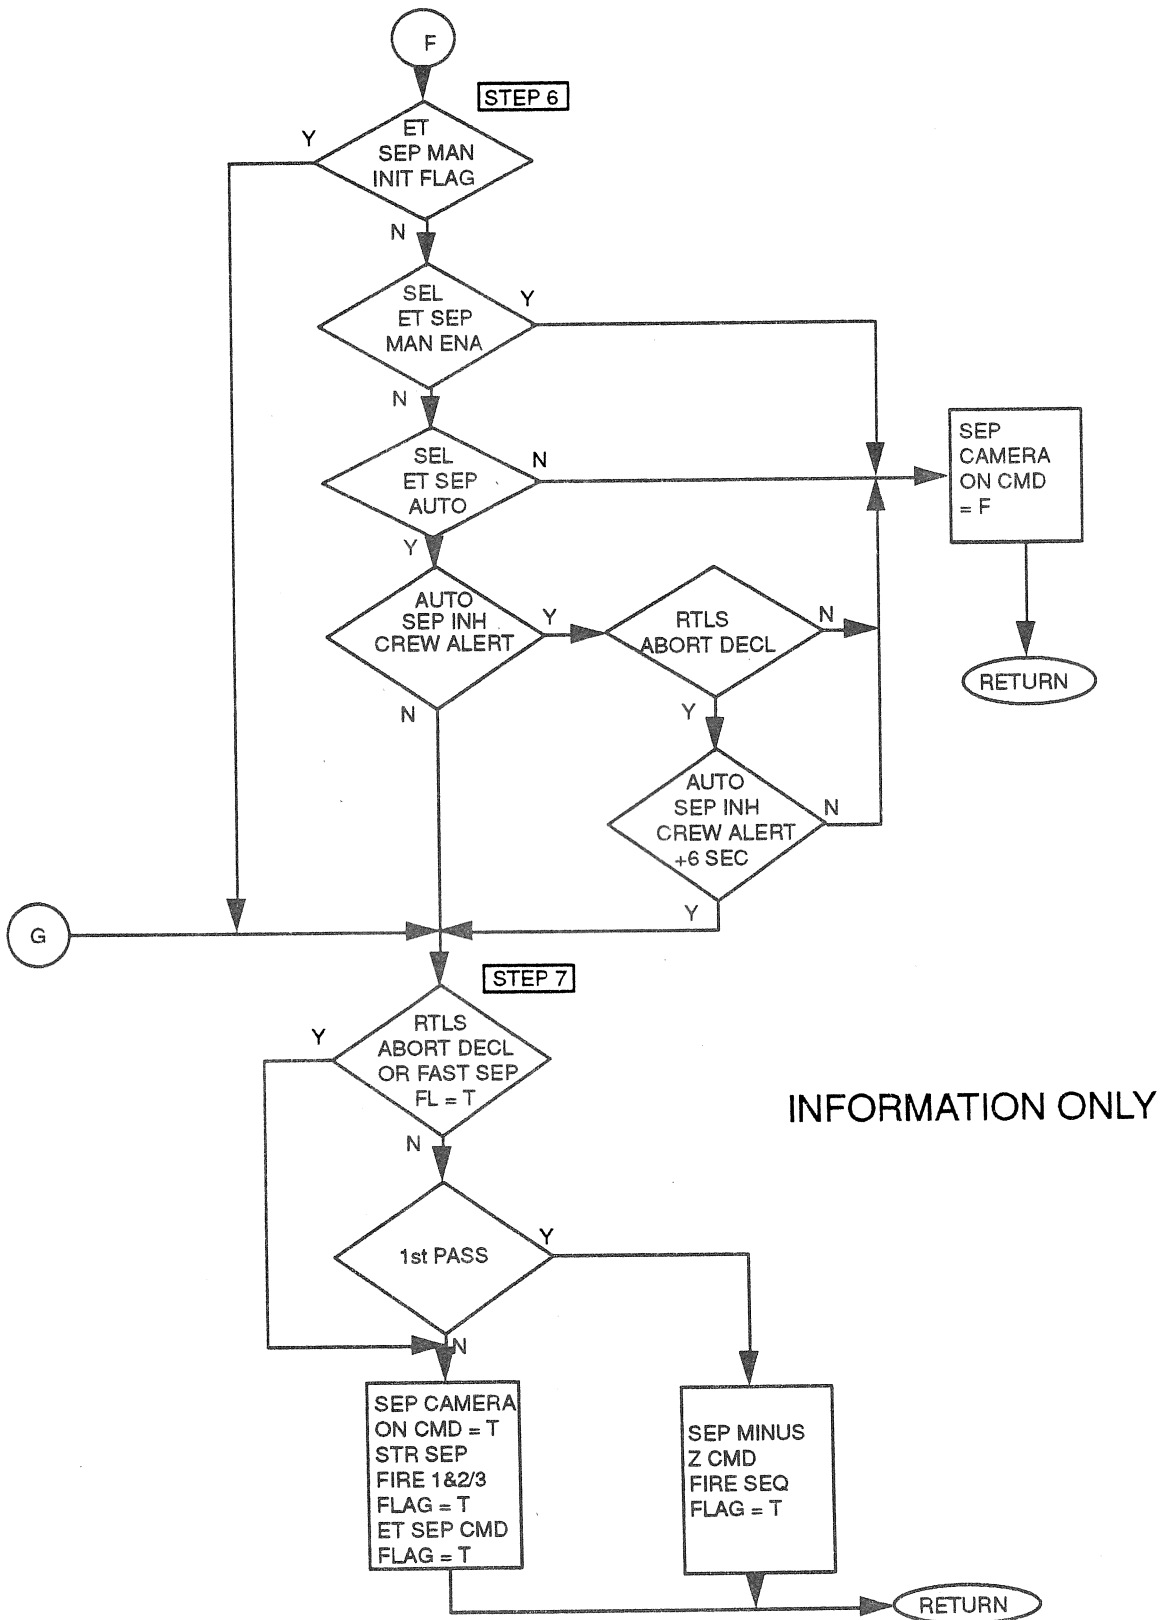 F
STEP 6
Y
ET
SEP MAN
INIT FLAG
N
SEL
ET SEP
MAN ENA
Y
N
SEL
ET SEP
AUTO
N
SEP
CAMERA
ON CMD
= F
Y
AUTO
SEP INH
CREW ALERT
Y
RTLS
ABORT DECL
N
RETURN
N
Y
AUTO
SEP INH
CREW ALERT
+6 SEC
N
Y
G
STEP 7
Y
RTLS
ABORT DECL
OR FAST SEP
FL = T
INFORMATION ONLY
N
1st PASS
Y
N
SEP CAMERA
ON CMD = T
STR SEP
FIRE 1&2/3
FLAG = T
ET SEP CMD
FLAG = T
SEP MINUS
Z CMD
FIRE SEQ
FLAG = T
RETURN